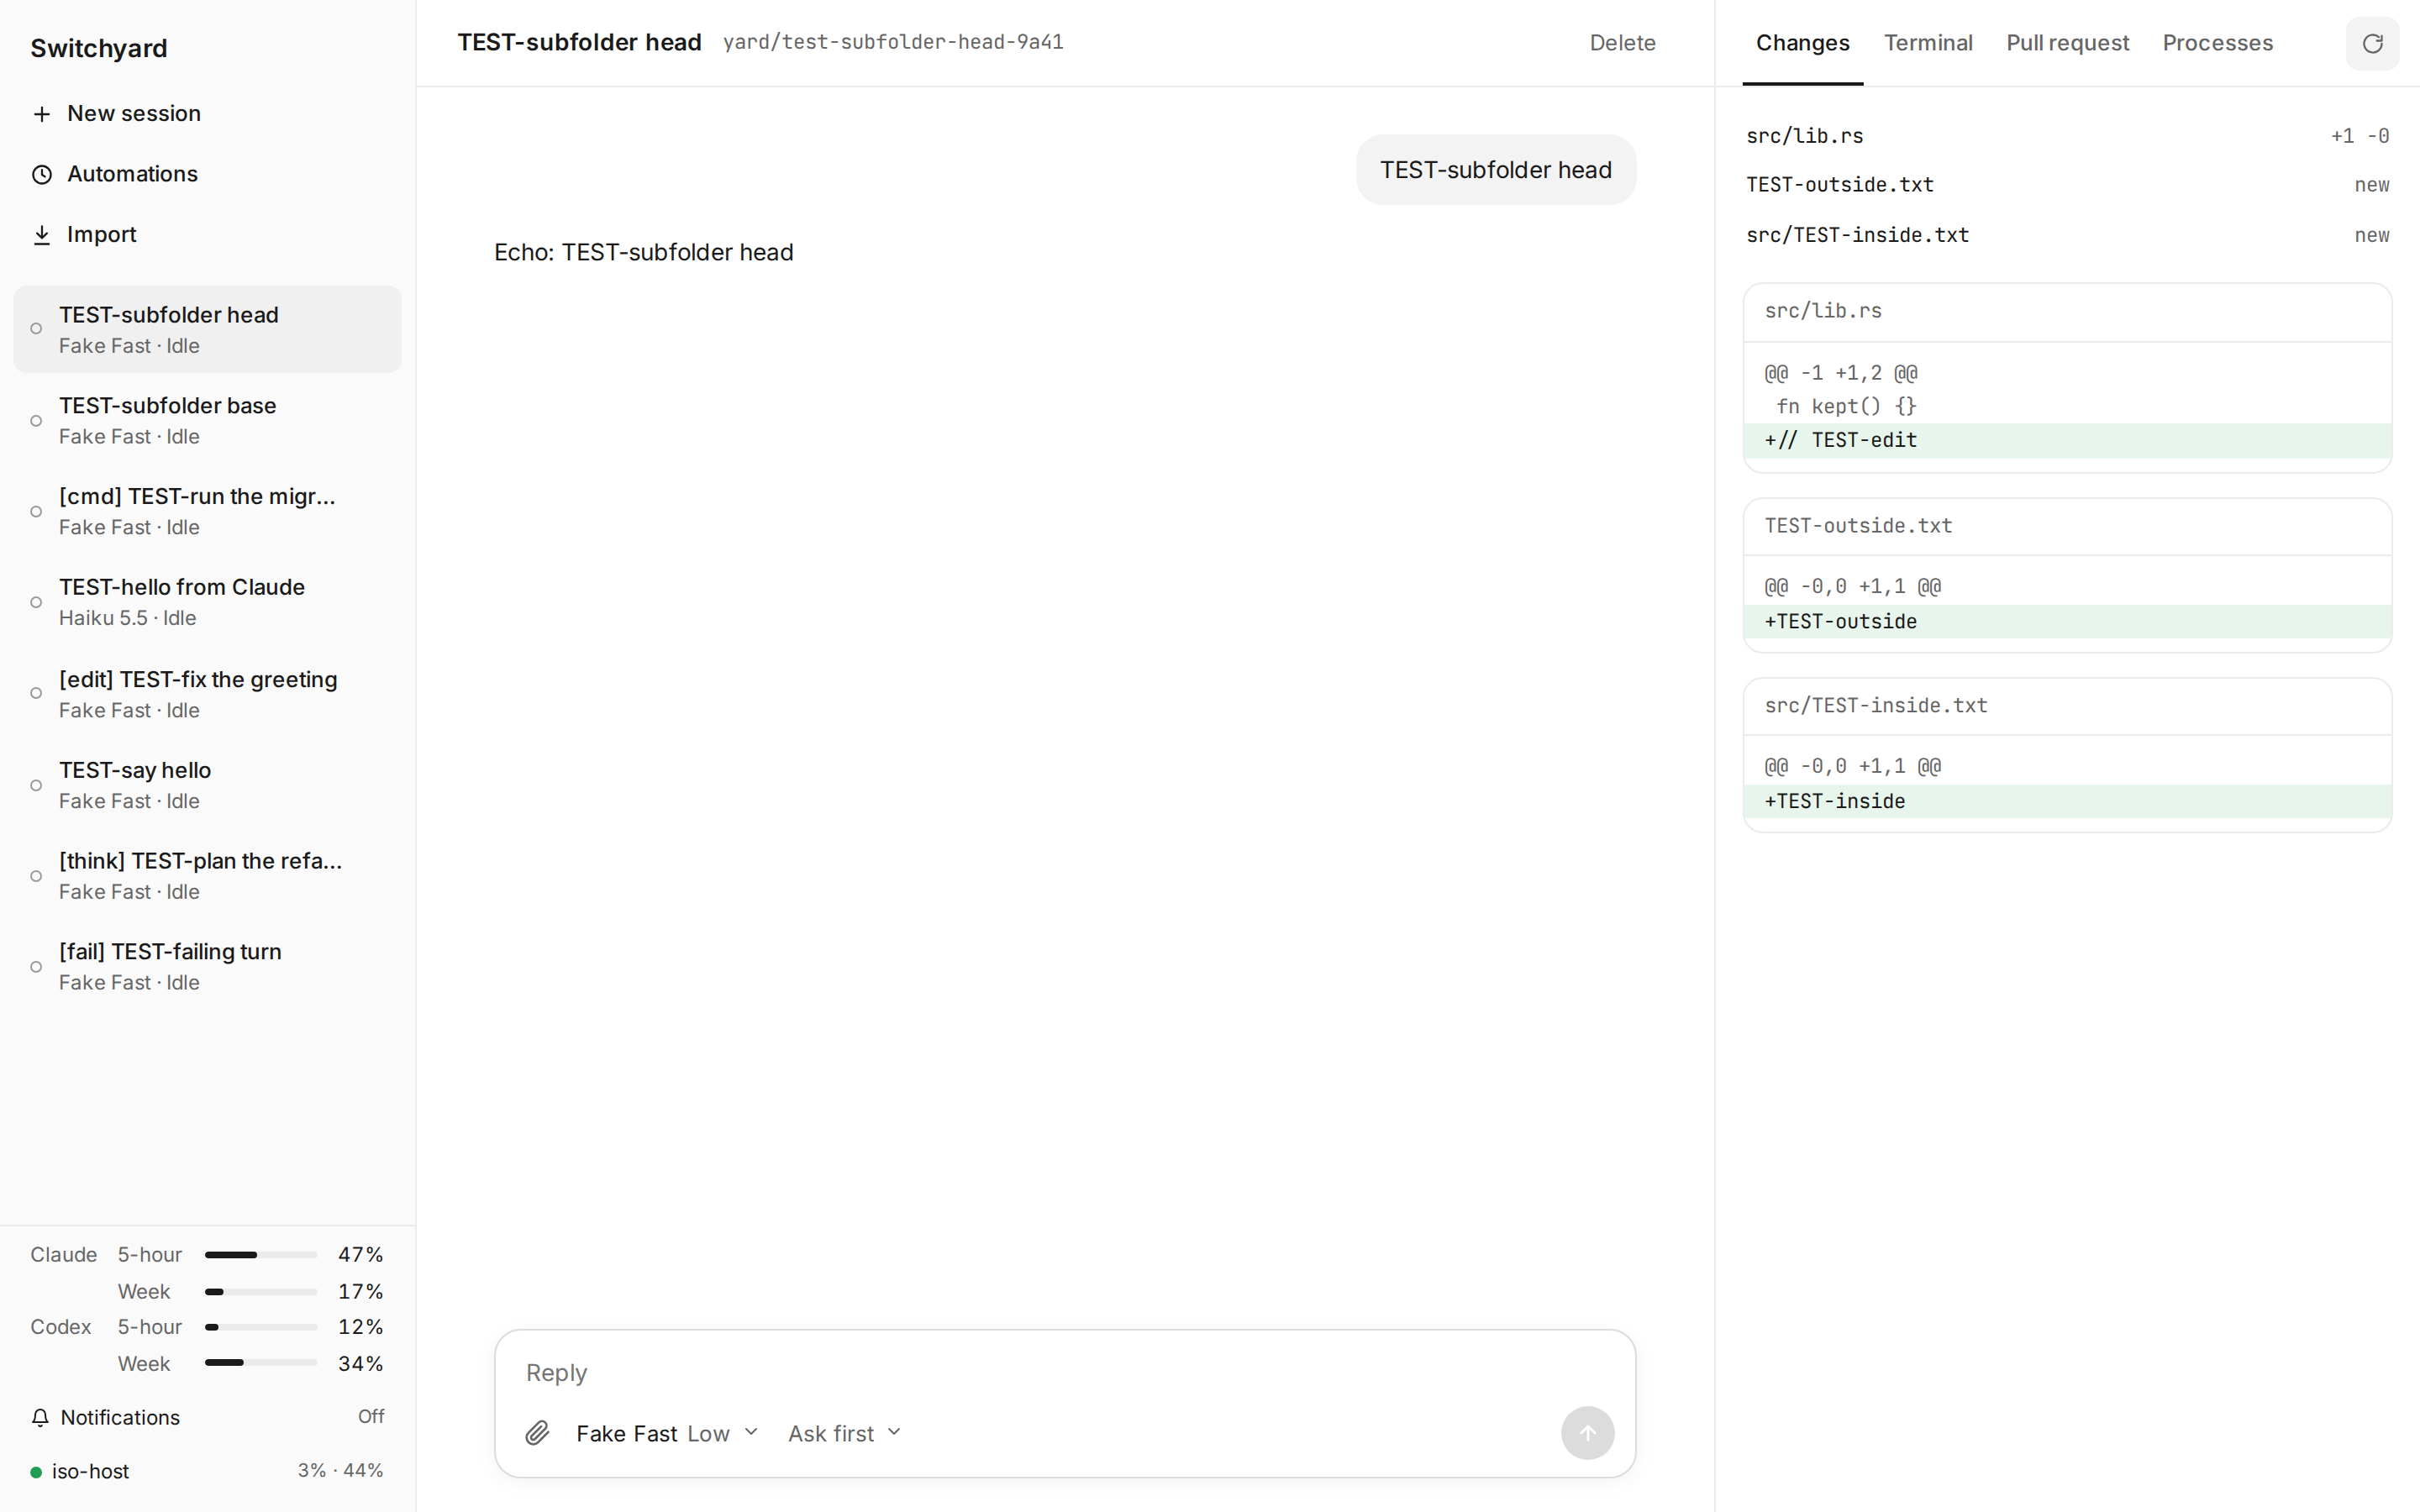 Switchyard
New session
Automations
Import
TEST-subfolder head
Fake Fast · Idle
TEST-subfolder base
Fake Fast · Idle
[cmd] TEST-run the migr...
Fake Fast · Idle
TEST-hello from Claude
Haiku 5.5 · Idle
[edit] TEST-fix the greeting
Fake Fast · Idle
TEST-say hello
Fake Fast · Idle
[think] TEST-plan the refa...
Fake Fast · Idle
[fail] TEST-failing turn
Fake Fast · Idle
Claude 5-hour 47%
Week 17%
Codex 5-hour 12%
Week 34%
Notifications Off
iso-host 3% · 44%
TEST-subfolder head yard/test-subfolder-head-9a41 Delete
TEST-subfolder head
Echo: TEST-subfolder head
Reply
Fake Fast Low Ask first
Changes Terminal Pull request Processes
src/lib.rs +1 -0
TEST-outside.txt new
src/TEST-inside.txt new
src/lib.rs
@@ -1 +1,2 @@
fn kept() {}
+// TEST-edit
TEST-outside.txt
@@ -0,0 +1,1 @@
+TEST-outside
src/TEST-inside.txt
@@ -0,0 +1,1 @@
+TEST-inside